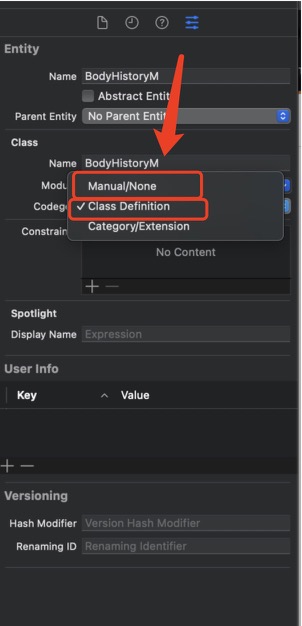 Entity
Name BodyHistoryM
Abstract Entit
Parent Entity No Parent Entit
Class
Name BodyHistoryM
Modu Manual/None
Codege ✓ Class Definition
Category/Extension
Constrain
No Content
+ −
Spotlight
Display Name Expression
User Info
Key Value
+ −
Versioning
Hash Modifier Version Hash Modifier
Renaming ID Renaming Identifier